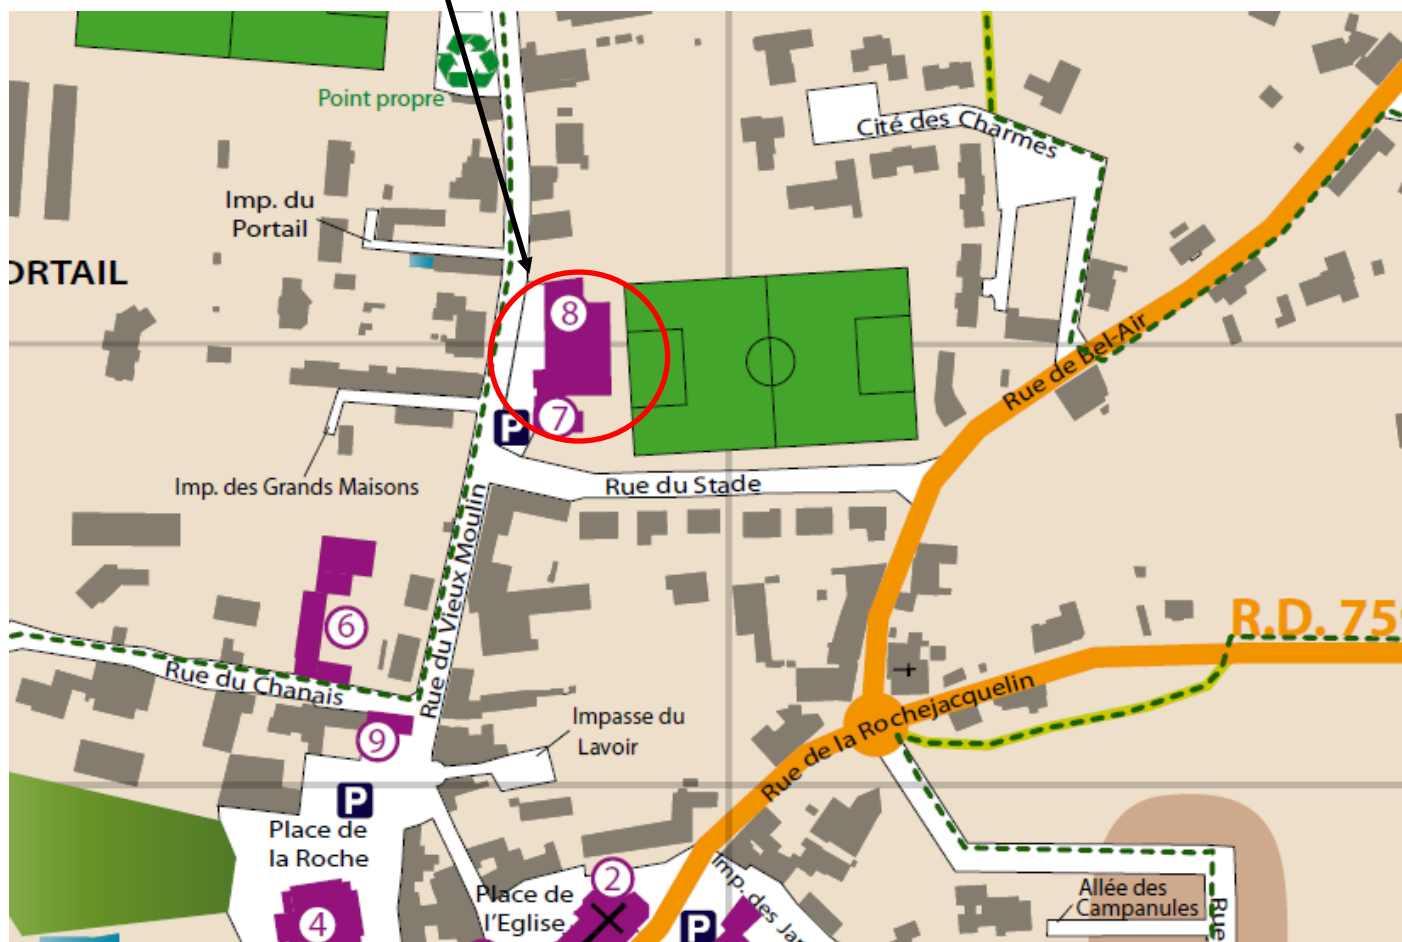 Point propre
Cité des Charmes
Imp. du
Portail
ORTAIL
8
Rue de Bel-Air
7
P
Imp. des Grands Maisons
Rue du Stade
Rue du Vieux Moulin
6
R.D. 759
Rue du Chanais
Rue de la Rochejacquelin
9
Impasse du
Lavoir
P
Place de
la Roche
2
Imp. des Jar
Place de
l'Eglise
Allée des
Campanules
Rue
4
P